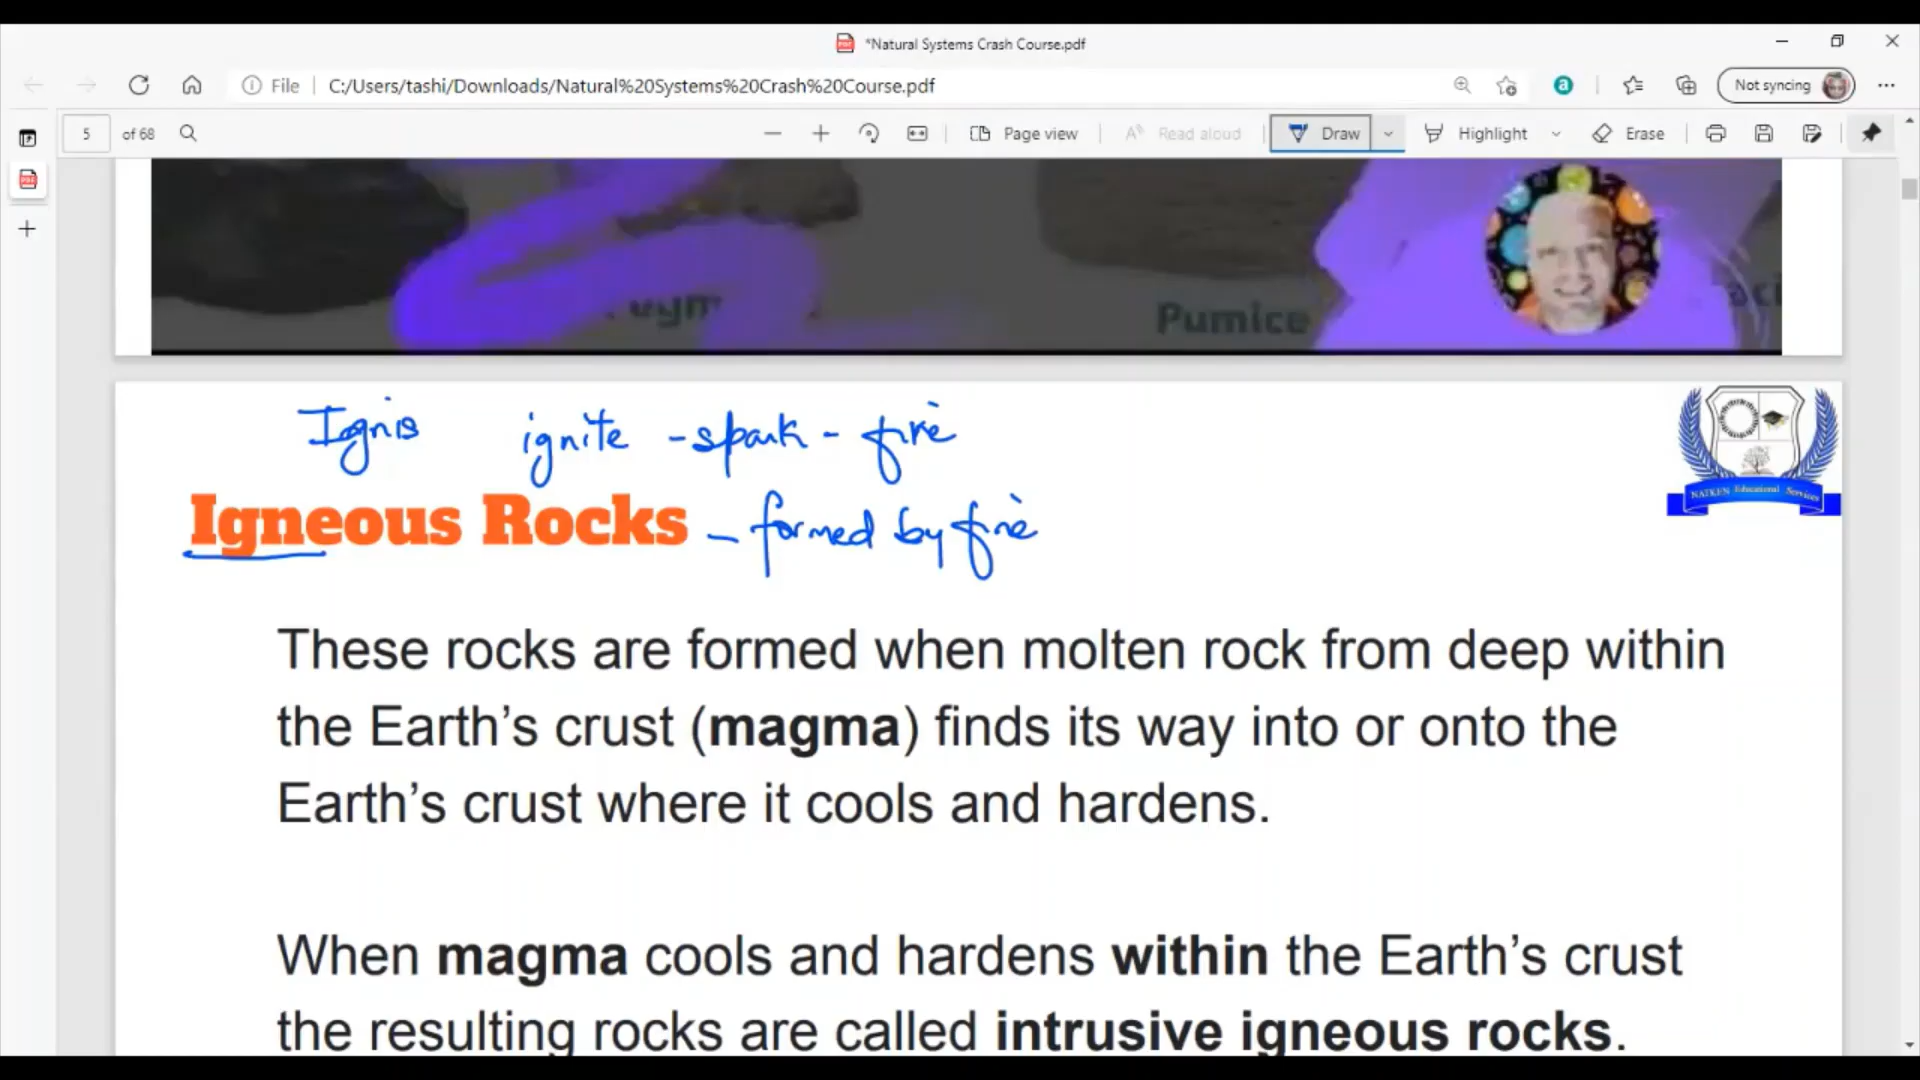 *Natural Systems Crash Course.pdf
File C:/Users/tashi/Downloads/Natural%20Systems%20Crash%20Course.pdf
a
Not syncing
5 of 68
Page view
Read aloud
Draw
Highlight
Erase
Pumice
Ignis ignite - spark - fire
NATKEN Educational Services
Igneous Rocks - formed by fire
These rocks are formed when molten rock from deep within
the Earth's crust (magma) finds its way into or onto the
Earth's crust where it cools and hardens.
When magma cools and hardens within the Earth's crust
the resulting rocks are called intrusive igneous rocks.